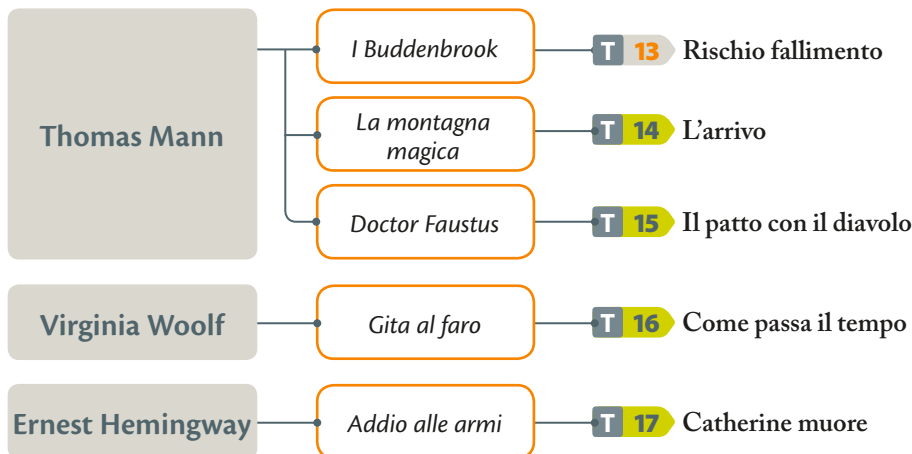 Thomas Mann
I Buddenbrook
T 13 Rischio fallimento
La montagna
magica
T 14 L'arrivo
Doctor Faustus
T 15 Il patto con il diavolo
Virginia Woolf
Gita al faro
T 16 Come passa il tempo
Ernest Hemingway
Addio alle armi
T 17 Catherine muore